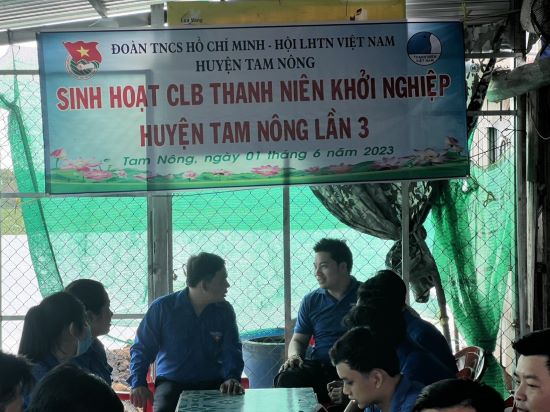 ĐOÀN TNCS HỒ CHÍ MINH - HỘI LHTN VIỆT NAM
HUYỆN TAM NÔNG
SINH HOẠT CLB THANH NIÊN KHỞI NGHIỆP
HUYỆN TAM NÔNG LẦN 3
Tam Nông, ngày 01 tháng 6 năm 2023